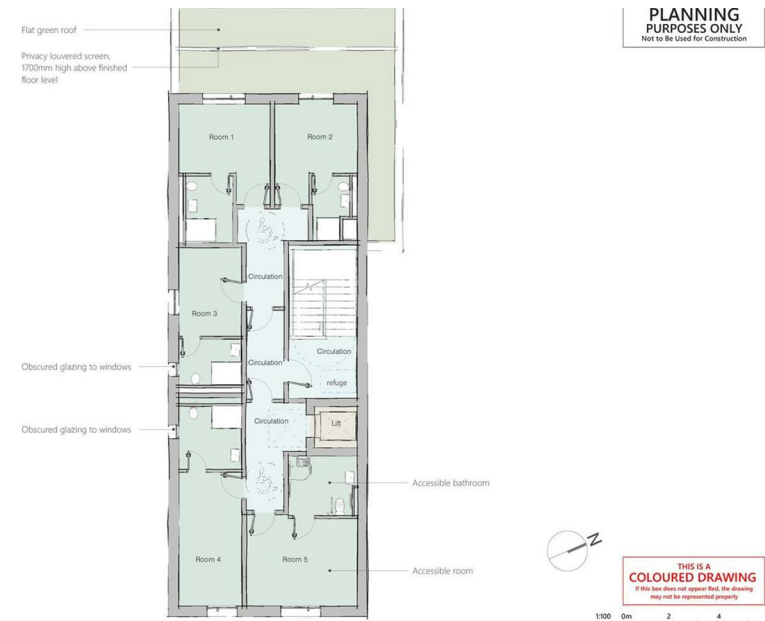 PLANNING
PURPOSES ONLY
Not to Be Used for Construction
Flat green roof
Privacy louvered screen,
1700mm high above finished
floor level
Room 1
Room 2
Circulation
Room 3
Circulation
refuge
Obscured glazing to windows
Circulation
Obscured glazing to windows
Circulation
Lift
Accessible bathroom
Room 4
Room 5
Accessible room
N
THIS IS A
COLOURED DRAWING
If this box does not appear Red, the drawing
may not be represented properly
1:100 0m 2 4